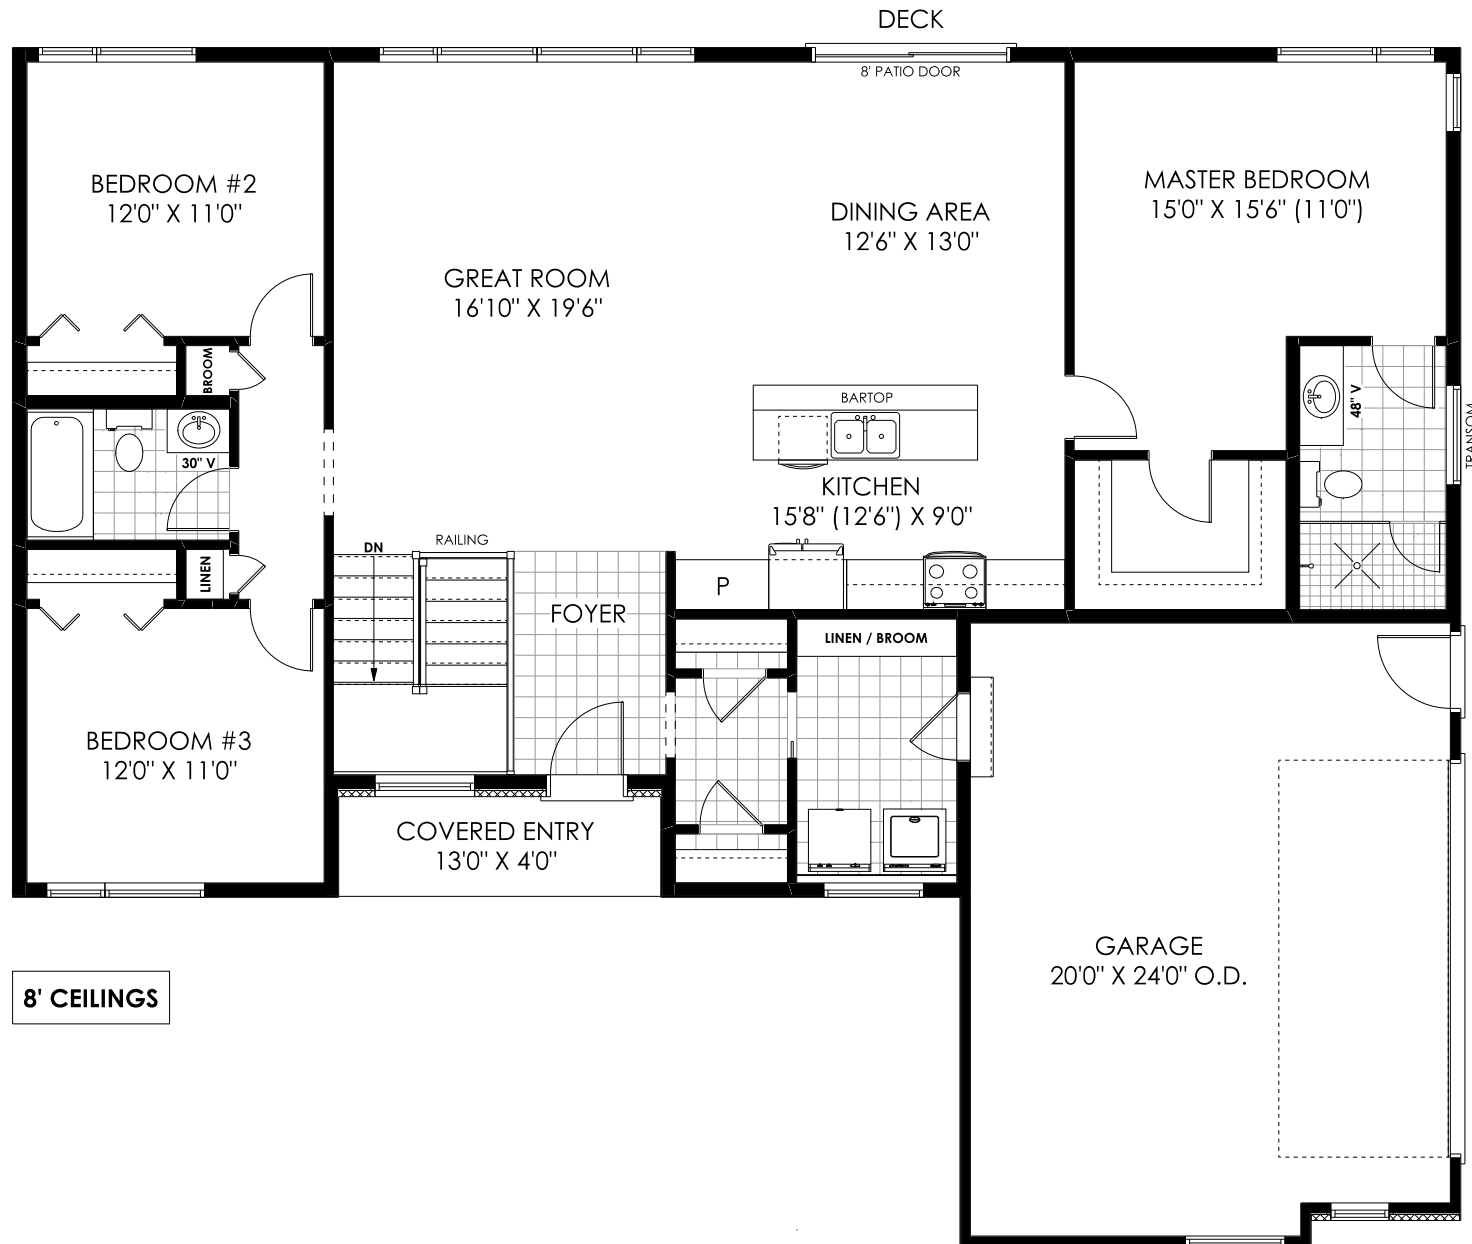 DECK
8' PATIO DOOR
BEDROOM #2
12'0" X 11'0"
MASTER BEDROOM
15'0" X 15'6" (11'0")
DINING AREA
12'6" X 13'0"
GREAT ROOM
16'10" X 19'6"
BROOM
BARTOP
48" V
TRANSOM
30" V
KITCHEN
15'8" (12'6") X 9'0"
RAILING
DN
LINEN
P
FOYER
LINEN / BROOM
BEDROOM #3
12'0" X 11'0"
COVERED ENTRY
13'0" X 4'0"
GARAGE
20'0" X 24'0" O.D.
8' CEILINGS